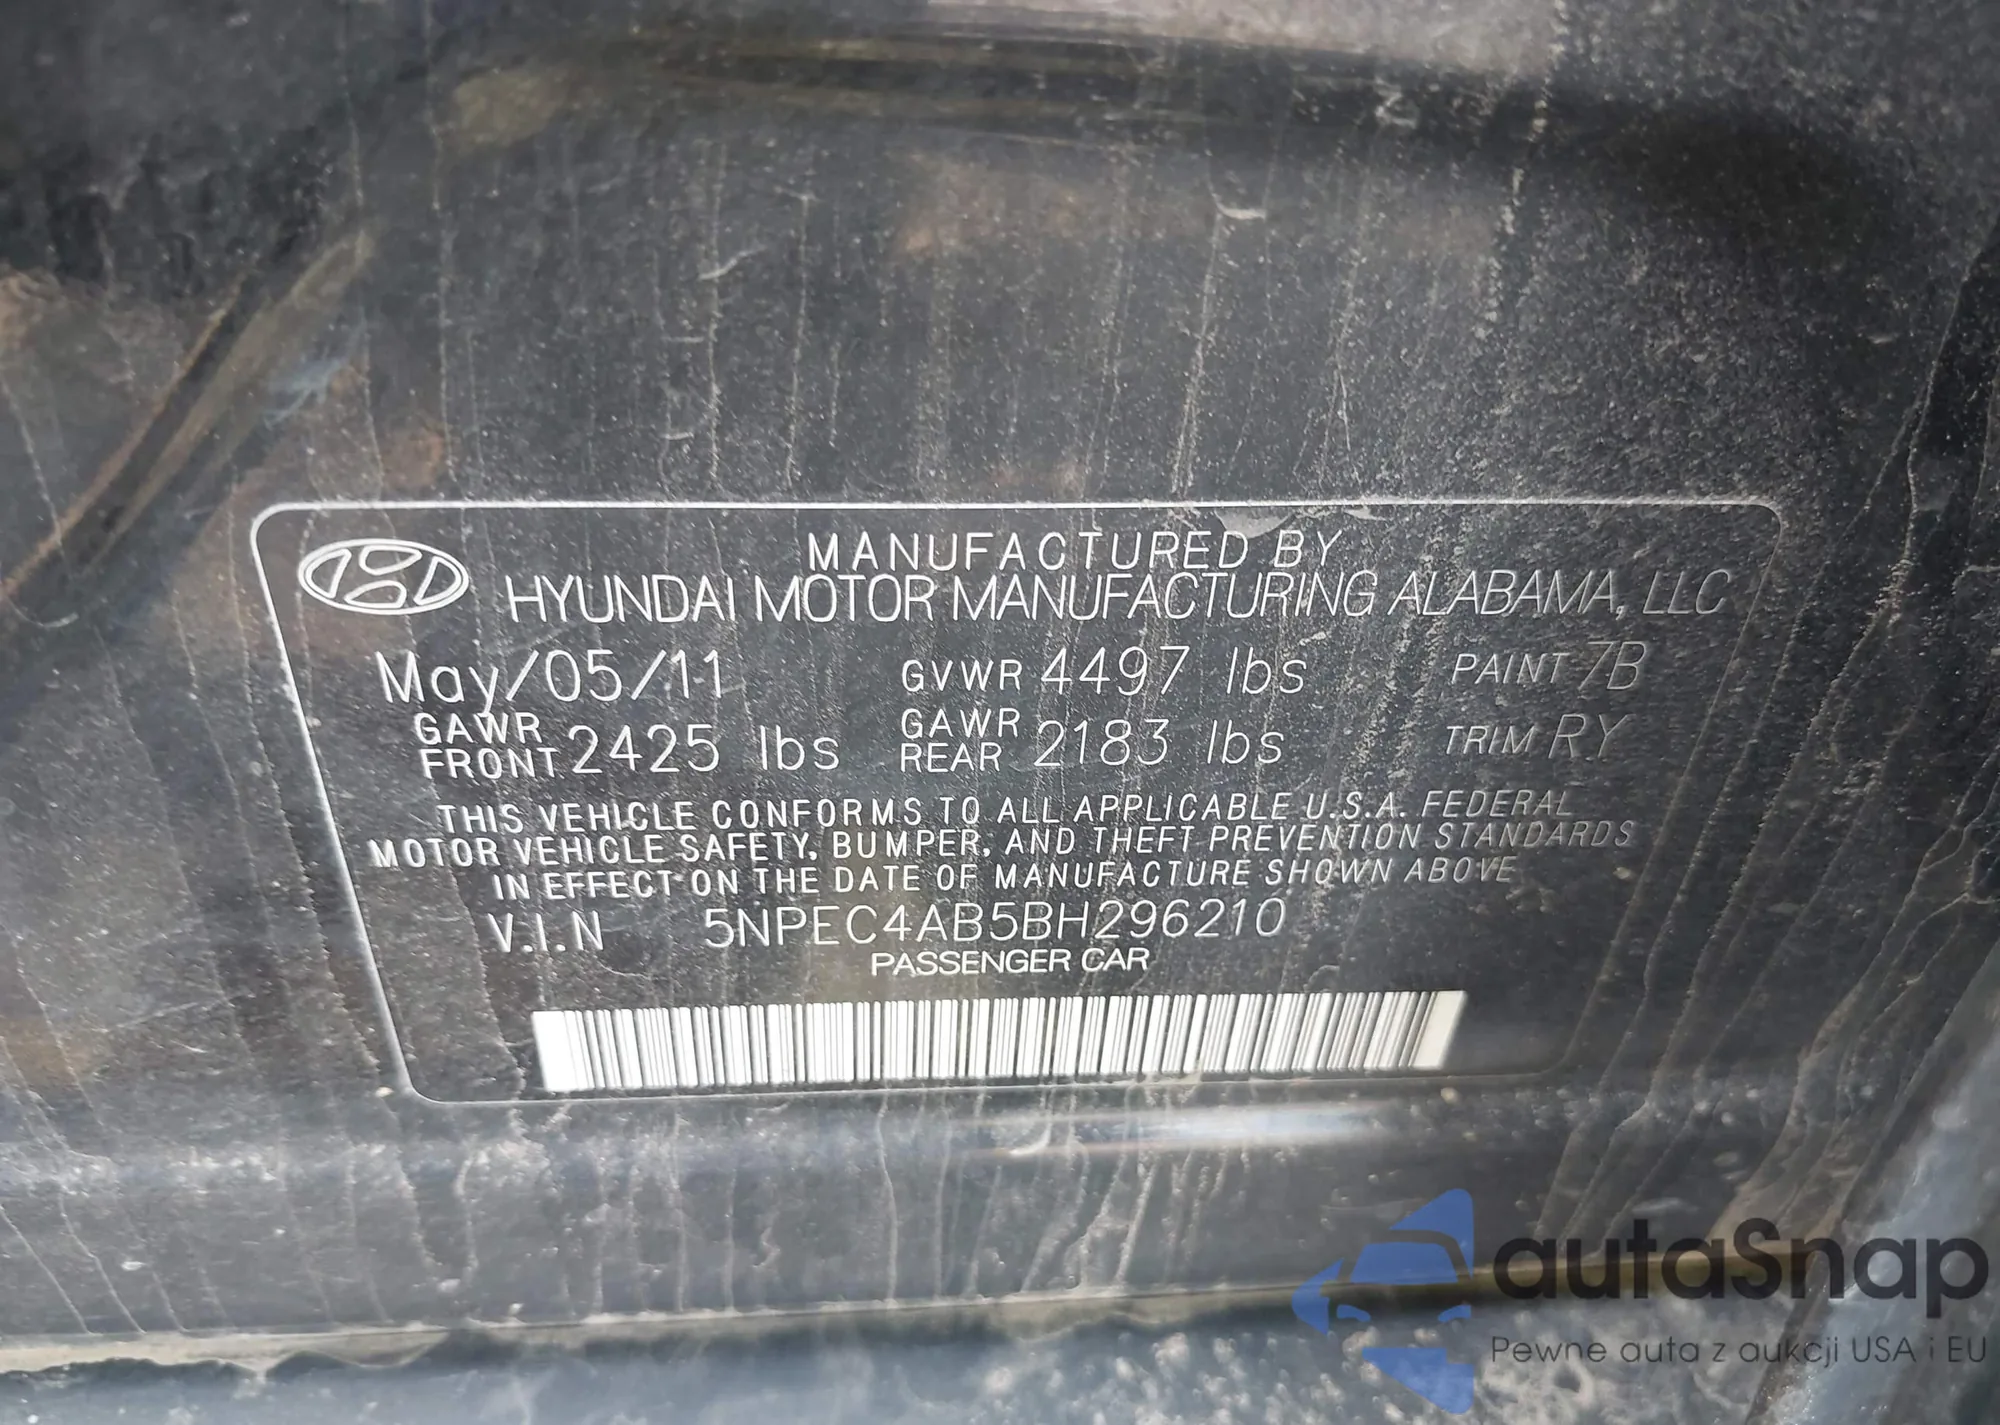 MANUFACTURED BY
HYUNDAI MOTOR MANUFACTURING ALABAMA, LLC
May/05/11 GVWR 4497 lbs PAINT 7B
GAWR FRONT 2425 lbs GAWR REAR 2183 lbs TRIM RY
THIS VEHICLE CONFORMS TO ALL APPLICABLE U.S.A. FEDERAL
MOTOR VEHICLE SAFETY, BUMPER, AND THEFT PREVENTION STANDARDS
IN EFFECT ON THE DATE OF MANUFACTURE SHOWN ABOVE
V.I.N 5NPEC4AB5BH296210
PASSENGER CAR
autaSnap
Pewne auta z aukcji USA i EU